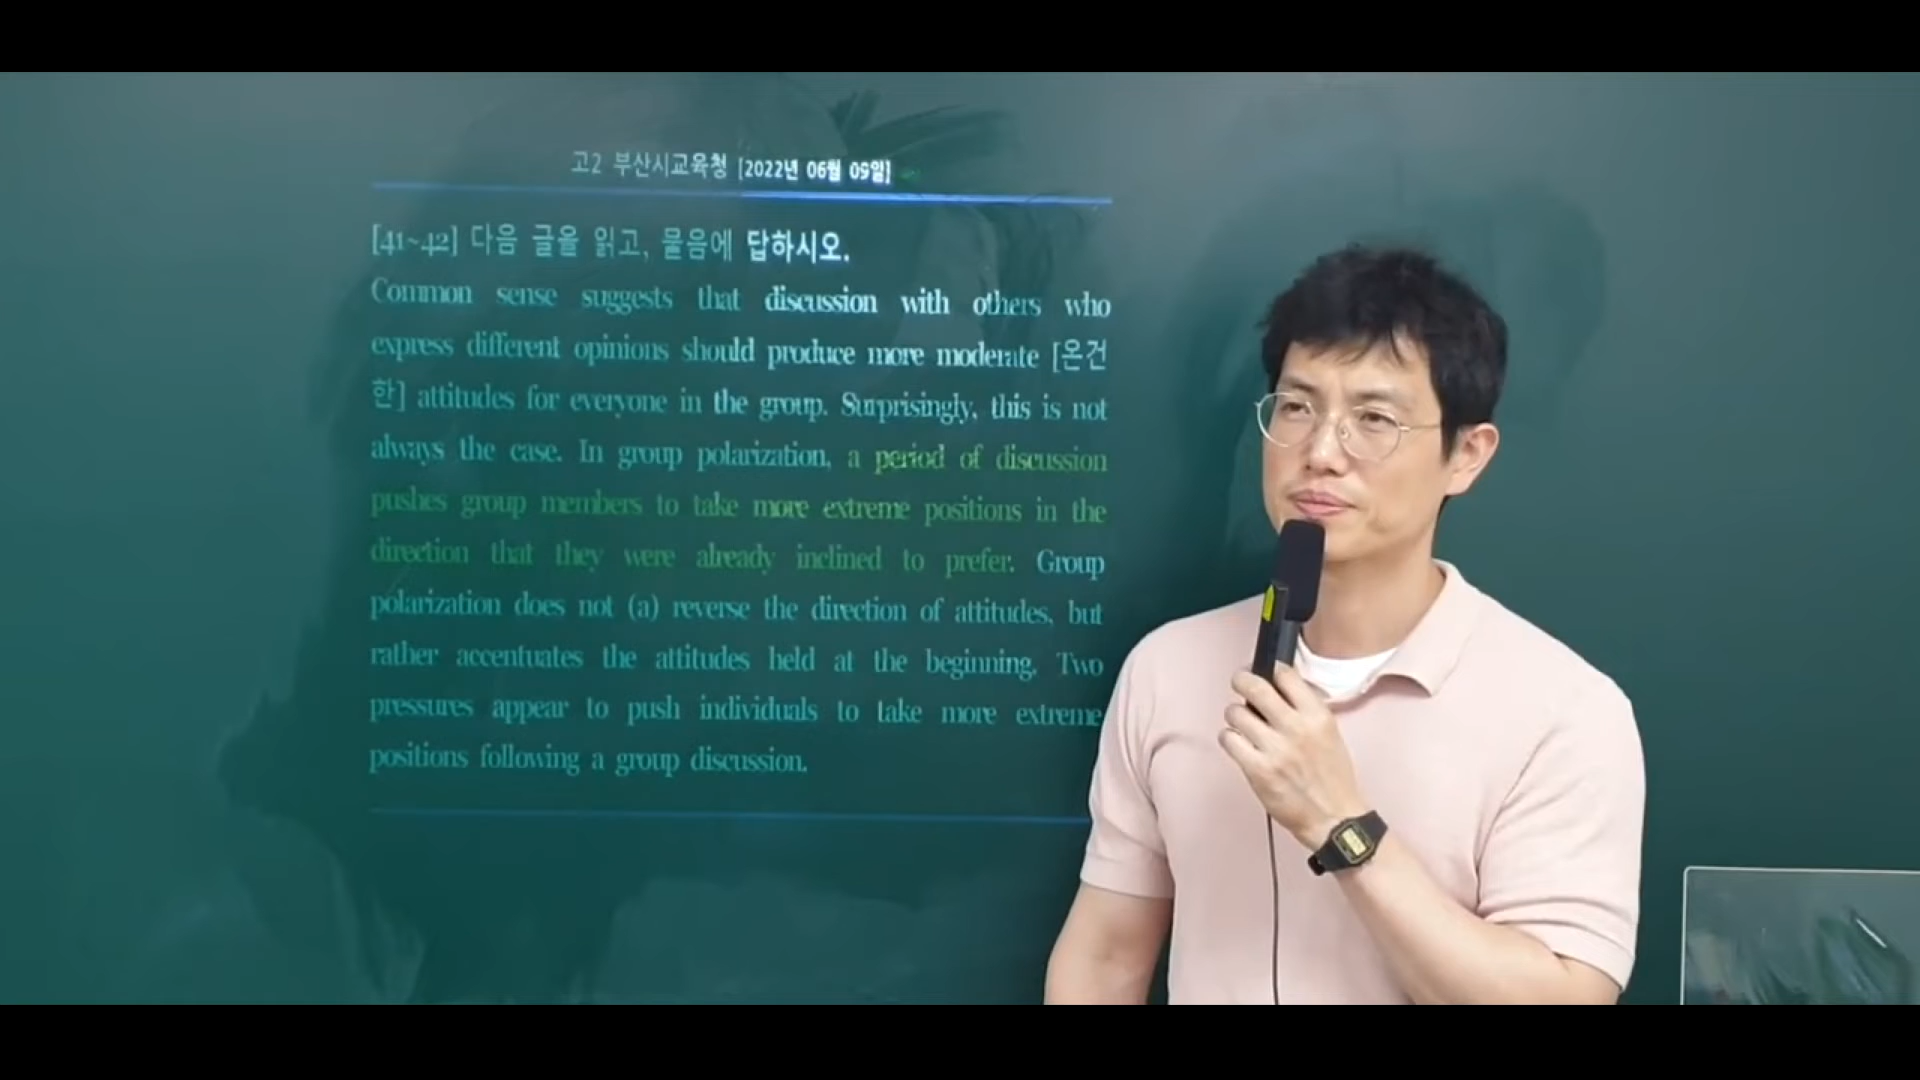 고2 부산시교육청 [2022년 06월 09일]
[41~42] 다음 글을 읽고, 물음에 답하시오.
Common sense suggests that discussion with others who
express different opinions should produce more moderate [온건
한] attitudes for everyone in the group. Surprisingly, this is not
always the case. In group polarization, a period of discussion
pushes group members to take more extreme positions in the
direction that they were already inclined to prefer. Group
polarization does not (a) reverse the direction of attitudes, but
rather accentuates the attitudes held at the beginning. Two
pressures appear to push individuals to take more extreme
positions following a group discussion.